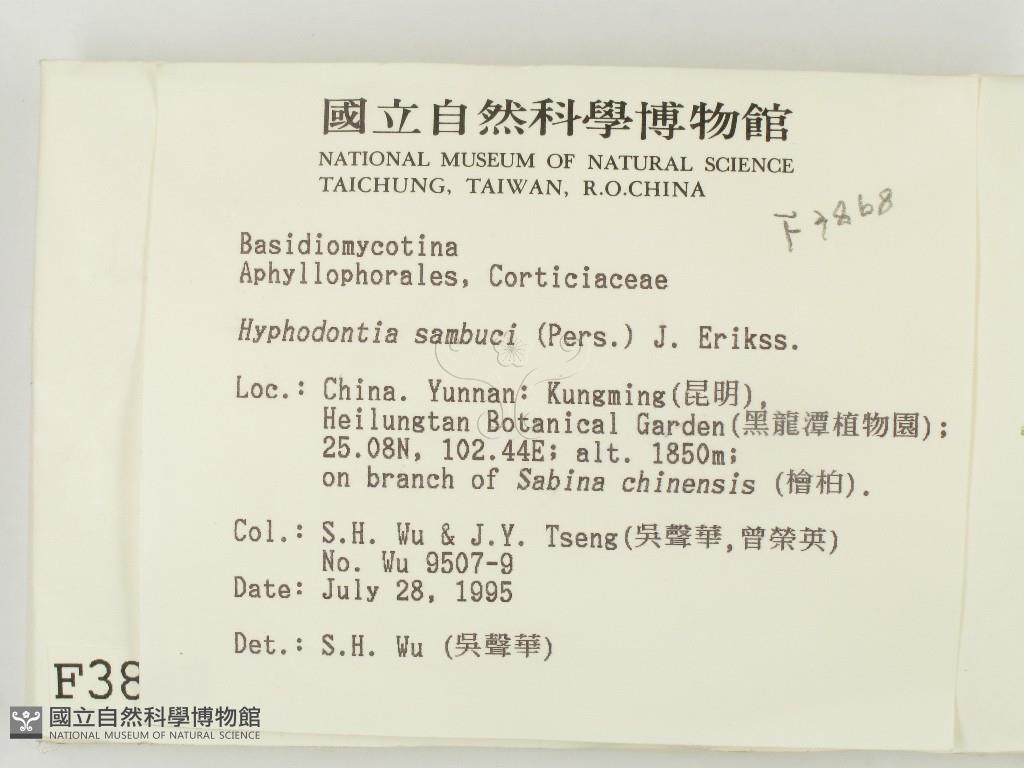 國立自然科學博物館
NATIONAL MUSEUM OF NATURAL SCIENCE
TAICHUNG, TAIWAN, R.O.CHINA
F3868
Basidiomycotina
Aphyllophorales, Corticiaceae
Hyphodontia sambuci (Pers.) J. Erikss.
Loc.: China. Yunnan: Kungming(昆明),
Heilungtan Botanical Garden(黑龍潭植物園);
25.08N, 102.44E; alt. 1850m;
on branch of Sabina chinensis (檜柏).
Col.: S.H. Wu & J.Y. Tseng(吳聲華,曾榮英)
No. Wu 9507-9
Date: July 28, 1995
Det.: S.H. Wu (吳聲華)
F38
國立自然科學博物館
NATIONAL MUSEUM OF NATURAL SCIENCE